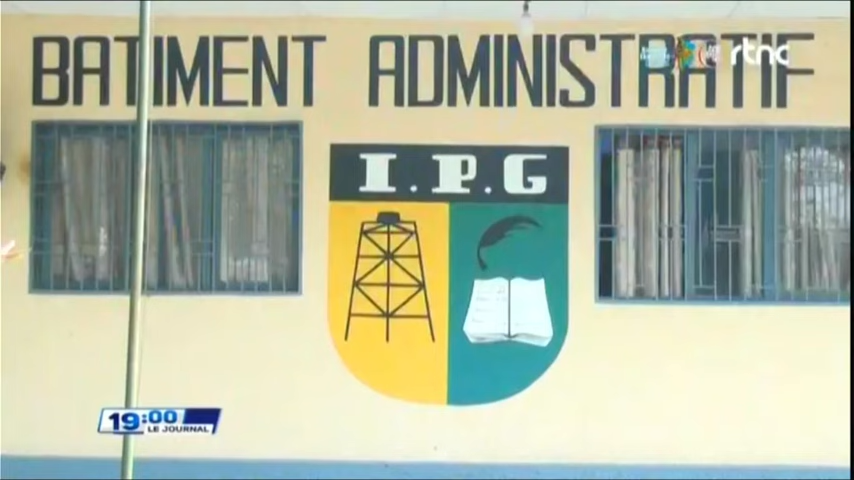 BATIMENT ADMINISTRATIF
rtnc
I.P.G
19:00
LE JOURNAL